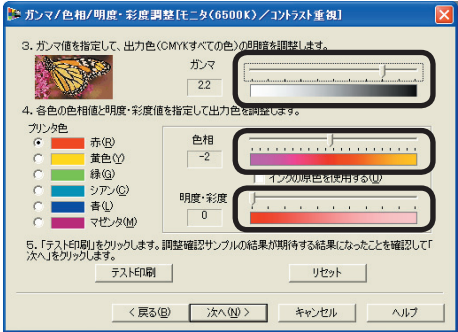 ガンマ/色相/明度・彩度調整[モニタ(6500K)／コントラスト重視]
3. ガンマ値を指定して、出力色(CMYKすべての色)の明暗を調整します。
ガンマ
2.2
4. 各色の色相値と明度・彩度値を指定して出力色を調整します。
プリンタ色
赤(R)
黄色(Y)
緑(G)
シアン(C)
青(L)
マゼンタ(M)
色相
-2
インクの原色を使用する(U)
明度・彩度
0
5. 「テスト印刷」をクリックします。調整確認サンプルの結果が期待する結果になったことを確認して「
次へ」をクリックします。
テスト印刷
リセット
< 戻る(B)
次へ(N) >
キャンセル
ヘルプ